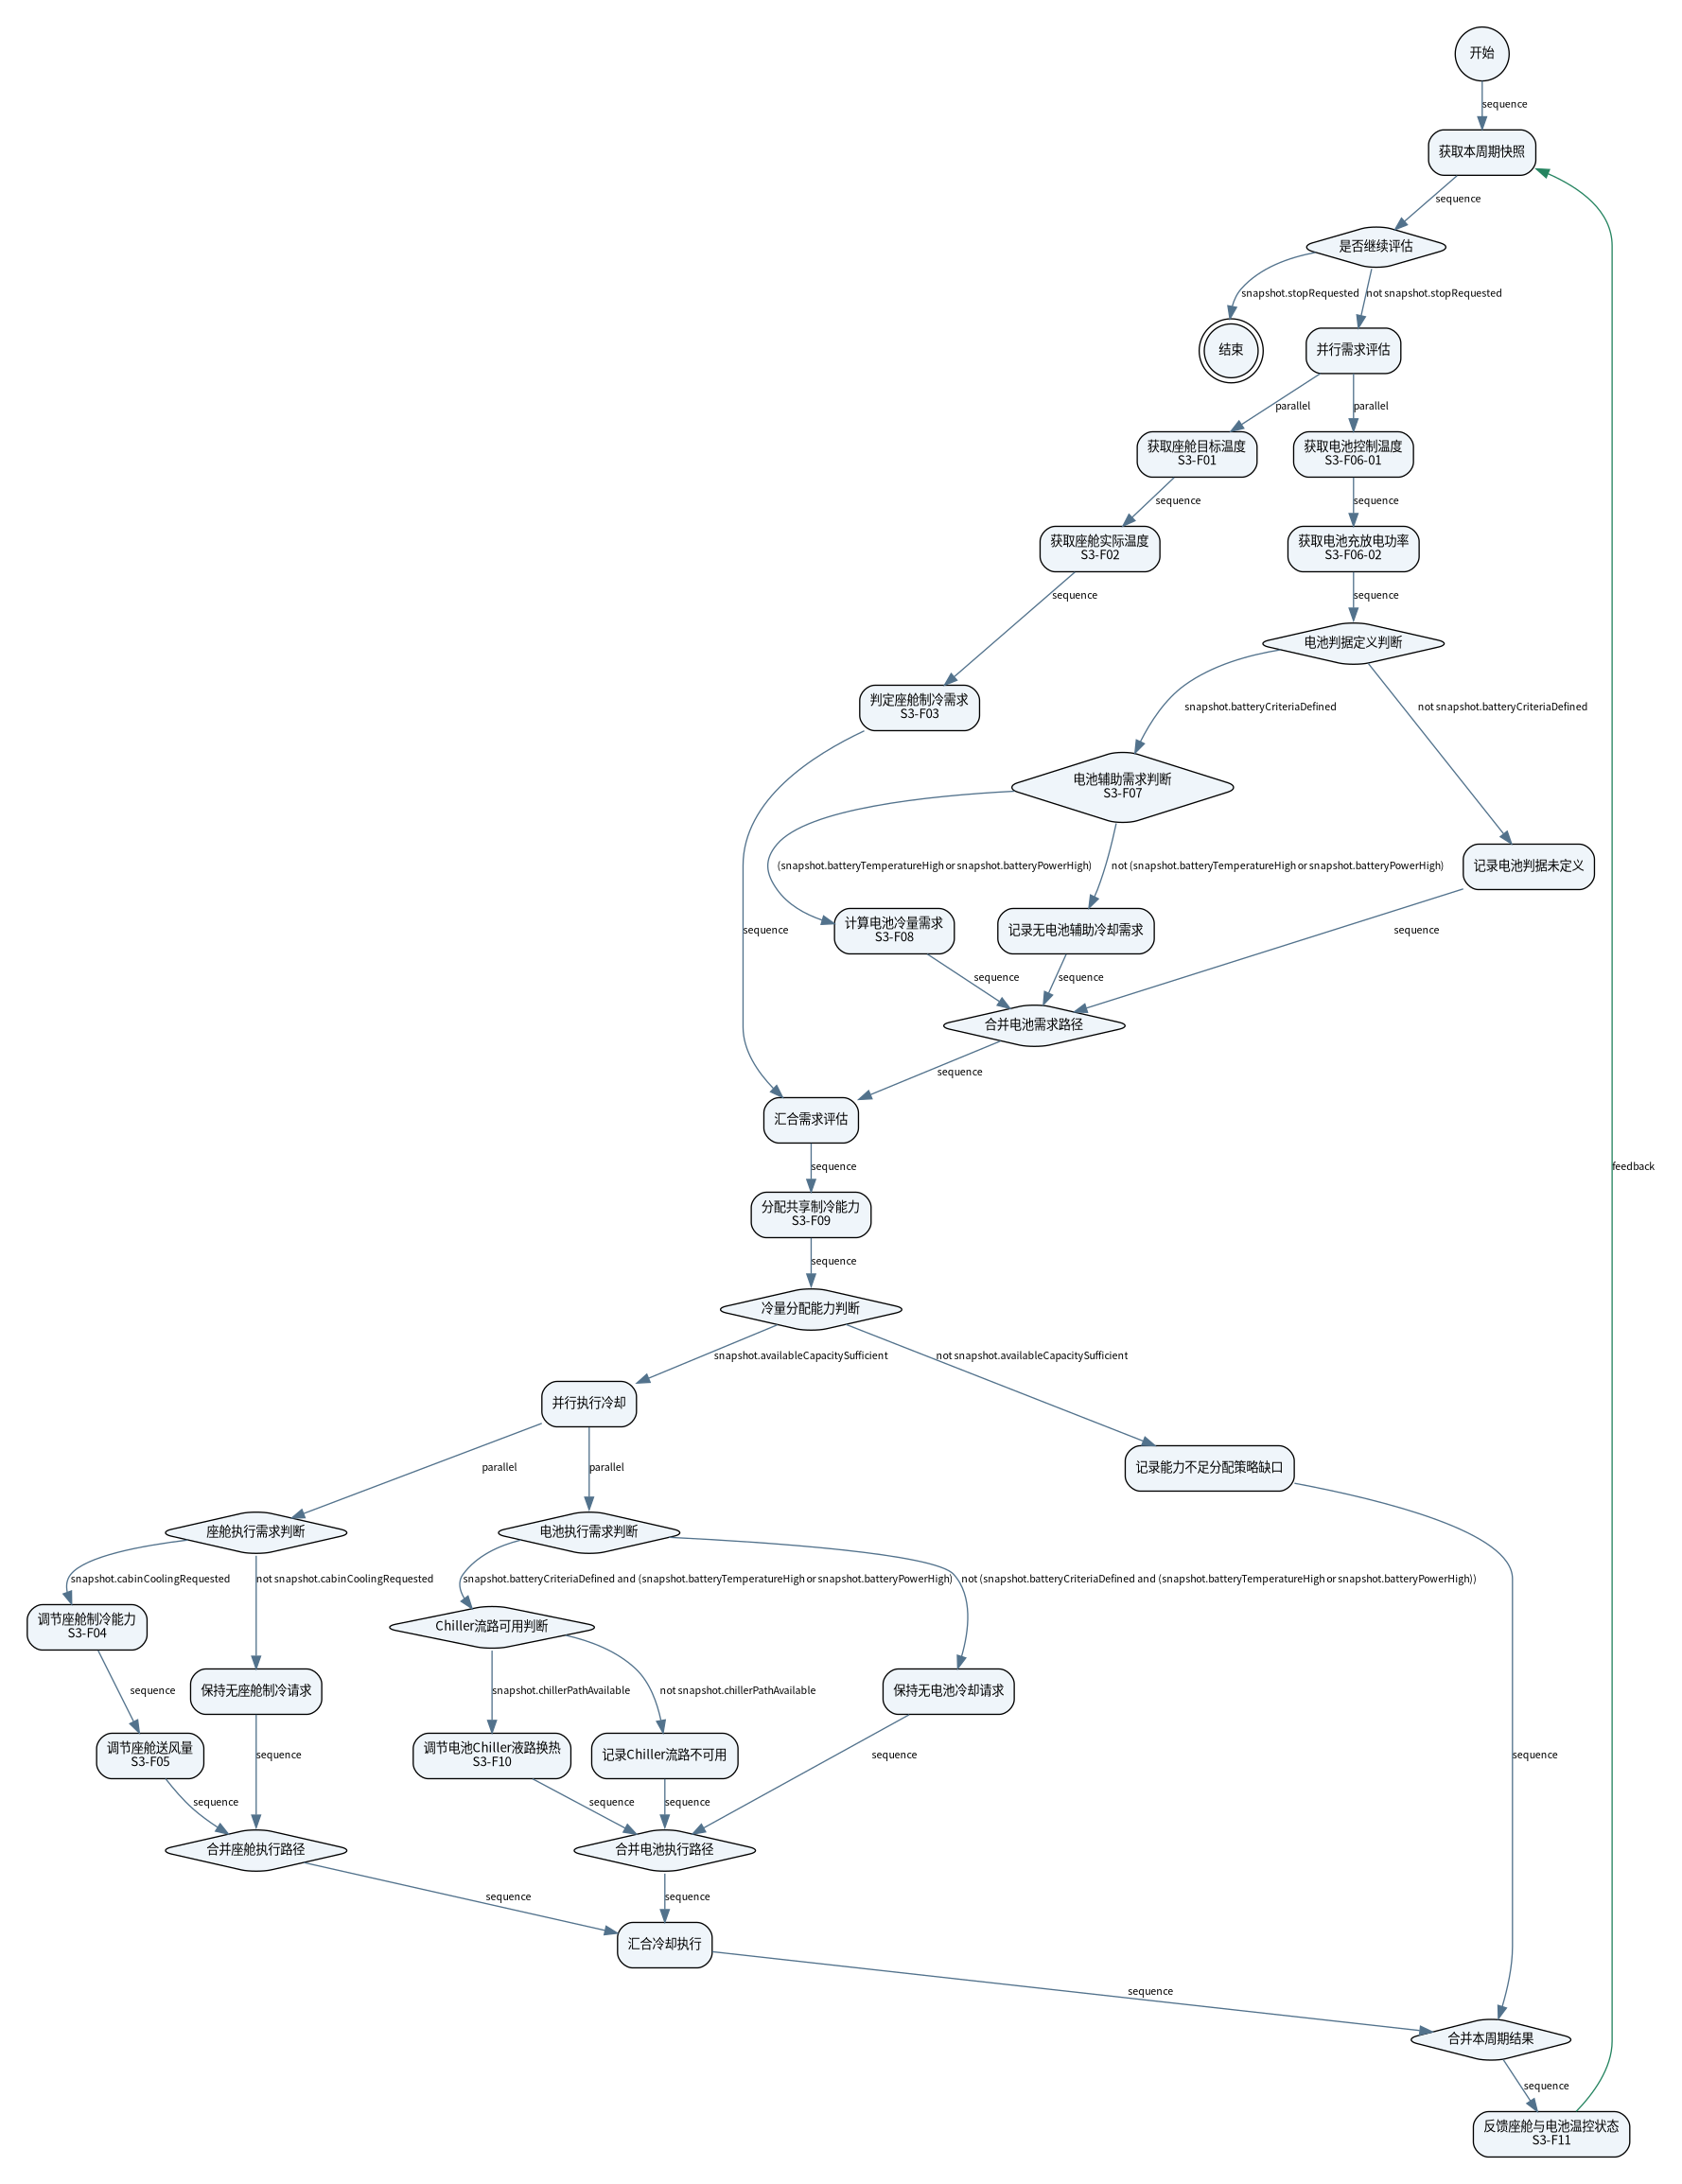 开始
sequence
获取本周期快照
sequence
是否继续评估
snapshot.stopRequested
not snapshot.stopRequested
结束
并行需求评估
parallel
parallel
获取座舱目标温度
S3-F01
获取电池控制温度
S3-F06-01
sequence
sequence
获取座舱实际温度
S3-F02
获取电池充放电功率
S3-F06-02
sequence
sequence
电池判据定义判断
判定座舱制冷需求
S3-F03
snapshot.batteryCriteriaDefined
not snapshot.batteryCriteriaDefined
电池辅助需求判断
S3-F07
(snapshot.batteryTemperatureHigh or snapshot.batteryPowerHigh)
not (snapshot.batteryTemperatureHigh or snapshot.batteryPowerHigh)
记录电池判据未定义
sequence
计算电池冷量需求
S3-F08
记录无电池辅助冷却需求
sequence
sequence
sequence
合并电池需求路径
sequence
汇合需求评估
sequence
feedback
分配共享制冷能力
S3-F09
sequence
冷量分配能力判断
snapshot.availableCapacitySufficient
not snapshot.availableCapacitySufficient
并行执行冷却
parallel
parallel
记录能力不足分配策略缺口
座舱执行需求判断
电池执行需求判断
snapshot.cabinCoolingRequested
not snapshot.cabinCoolingRequested
snapshot.batteryCriteriaDefined and (snapshot.batteryTemperatureHigh or snapshot.batteryPowerHigh)
not (snapshot.batteryCriteriaDefined and (snapshot.batteryTemperatureHigh or snapshot.batteryPowerHigh))
调节座舱制冷能力
S3-F04
Chiller流路可用判断
sequence
保持无座舱制冷请求
snapshot.chillerPathAvailable
not snapshot.chillerPathAvailable
保持无电池冷却请求
调节座舱送风量
S3-F05
sequence
调节电池Chiller液路换热
S3-F10
记录Chiller流路不可用
sequence
sequence
sequence
sequence
sequence
合并座舱执行路径
合并电池执行路径
sequence
sequence
汇合冷却执行
sequence
合并本周期结果
sequence
反馈座舱与电池温控状态
S3-F11